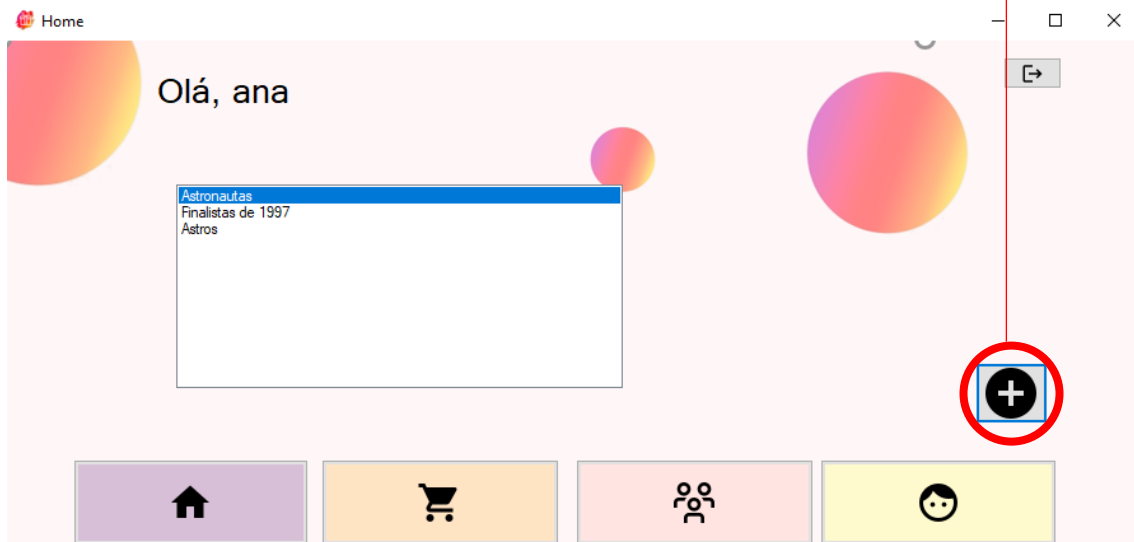 Home
Olá, ana
Astronautas
Finalistas de 1997
Astros